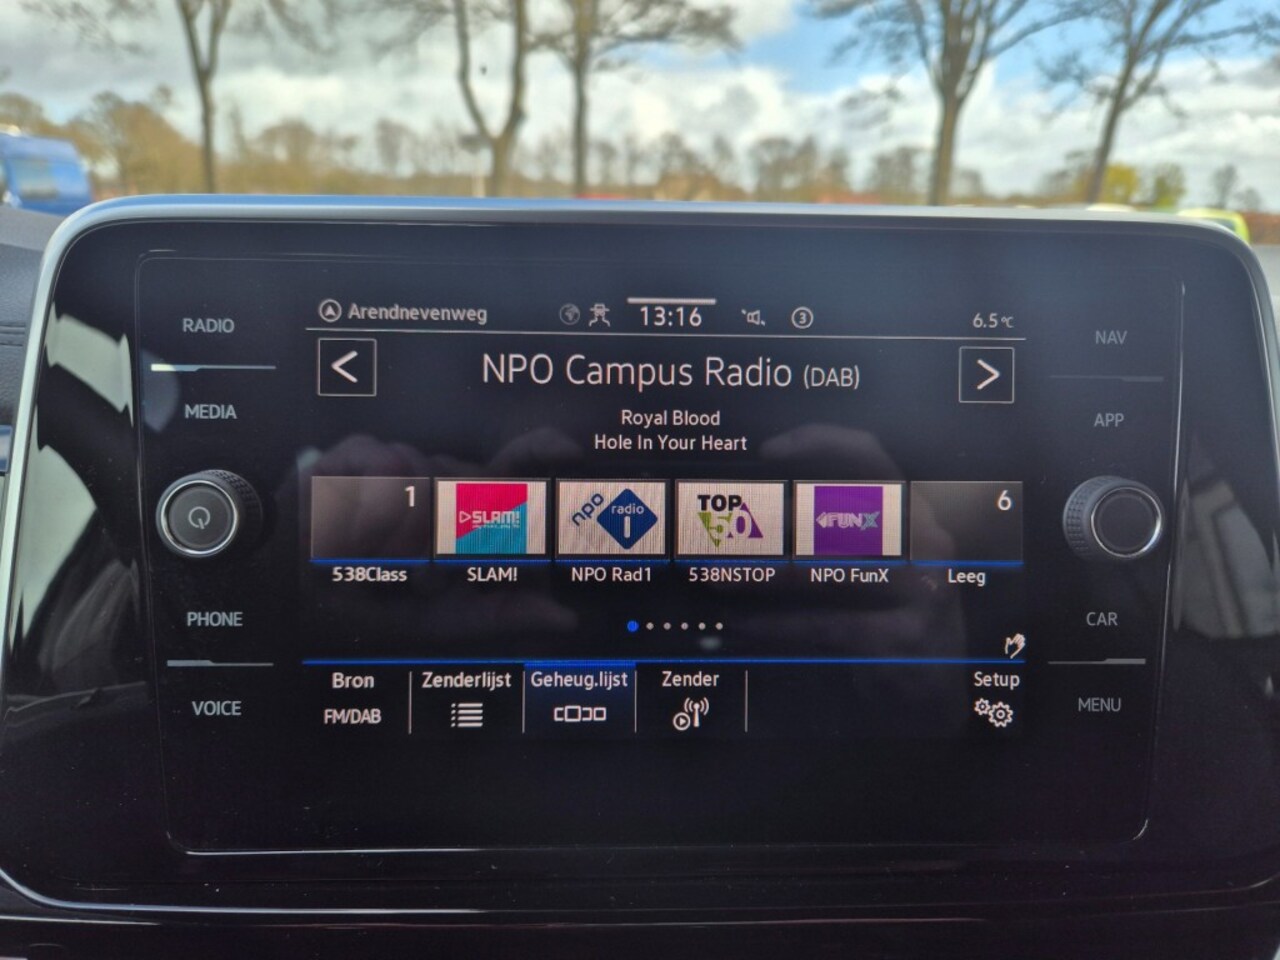 RADIO
MEDIA
PHONE
VOICE
NAV
APP
CAR
MENU
Arendnevenweg
13:16
3
6.5°C
< NPO Campus Radio (DAB) >
Royal Blood
Hole In Your Heart
1
SLAM!
npo radio 1
TOP 50
FUNX
6
538Class SLAM! NPO Rad1 538NSTOP NPO FunX Leeg
Bron Zenderlijst Geheug.lijst Zender Setup
FM/DAB